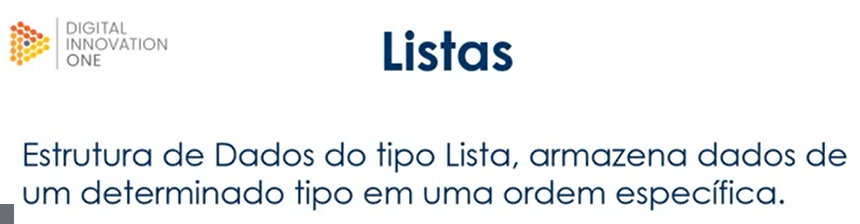 DIGITAL
INNOVATION
ONE
Listas
Estrutura de Dados do tipo Lista, armazena dados de
um determinado tipo em uma ordem específica.